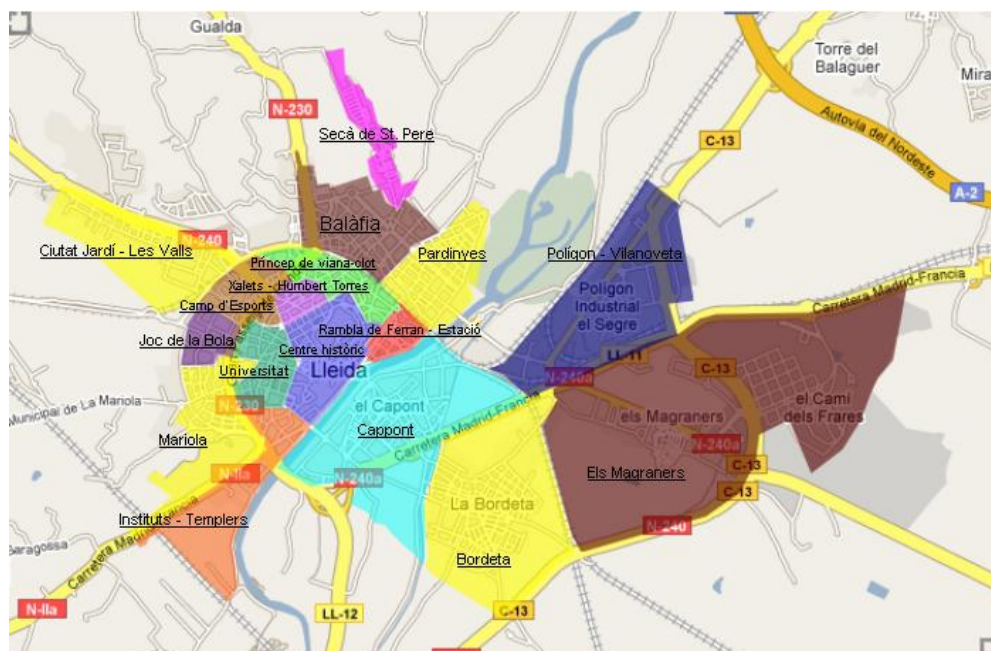 Gualda
Torre del
Balaguer
N-230
Secà de St. Pere
C-13
Autovía del Nordeste
A-2
Balàfia
Ciutat Jardí - Les Valls
N-240
Pardinyes
Polígon - Vilanoveta
Príncep de viana-clot
Xalets - Humbert Torres
Camp d'Esports
Polígon
Industrial
el Segre
Carretera Madrid-Francia
Rambla de Ferran - Estació
Joc de la Bola
Centre històric
Universitat
Lleida
LL-11
C-13
N-240a
el Camí
dels Frares
Municipal de La Mariola
N-230
el Capont
Cappont
Carretera Madrid-Francia
els Magraners
N-240a
Mariola
Els Magraners
C-13
C-13
N-IIa
N-240a
La Bordeta
Instituts - Templers
N-240
Bordeta
N-IIa
LL-12
C-13